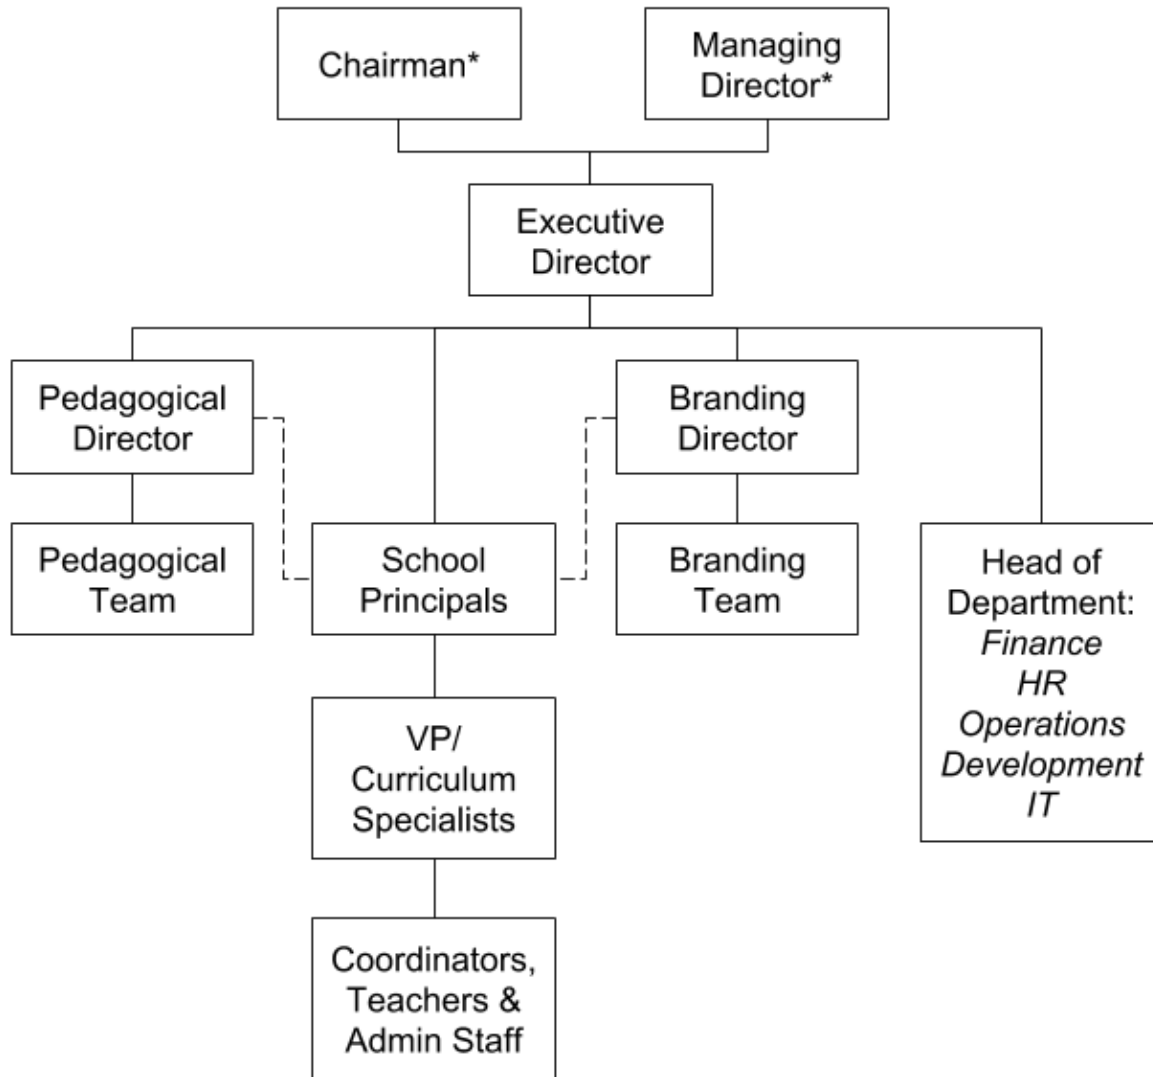 Chairman*
Managing
Director*
Executive
Director
Pedagogical
Director
Branding
Director
Pedagogical
Team
School
Principals
Branding
Team
Head of
Department:
Finance
HR
Operations
Development
IT
VP/
Curriculum
Specialists
Coordinators,
Teachers &
Admin Staff